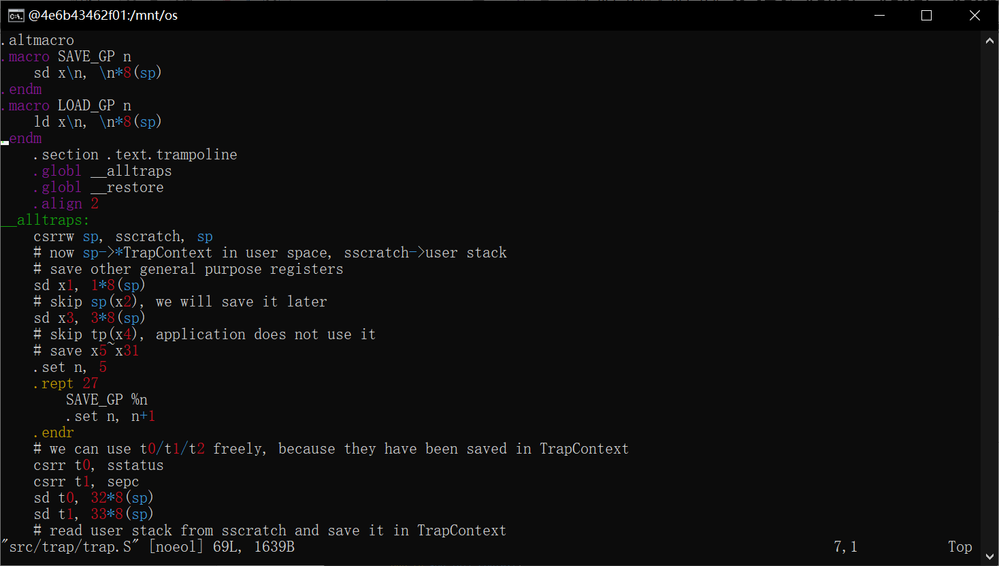 @4e6b43462f01:/mnt/os
.altmacro
.macro SAVE_GP n
    sd x\n, \n*8(sp)
.endm
.macro LOAD_GP n
    ld x\n, \n*8(sp)
.endm
    .section .text.trampoline
    .globl __alltraps
    .globl __restore
    .align 2
__alltraps:
    csrrw sp, sscratch, sp
    # now sp->*TrapContext in user space, sscratch->user stack
    # save other general purpose registers
    sd x1, 1*8(sp)
    # skip sp(x2), we will save it later
    sd x3, 3*8(sp)
    # skip tp(x4), application does not use it
    # save x5~x31
    .set n, 5
    .rept 27
        SAVE_GP %n
        .set n, n+1
    .endr
    # we can use t0/t1/t2 freely, because they have been saved in TrapContext
    csrr t0, sstatus
    csrr t1, sepc
    sd t0, 32*8(sp)
    sd t1, 33*8(sp)
    # read user stack from sscratch and save it in TrapContext
"src/trap/trap.S" [noeol] 69L, 1639B 7,1 Top